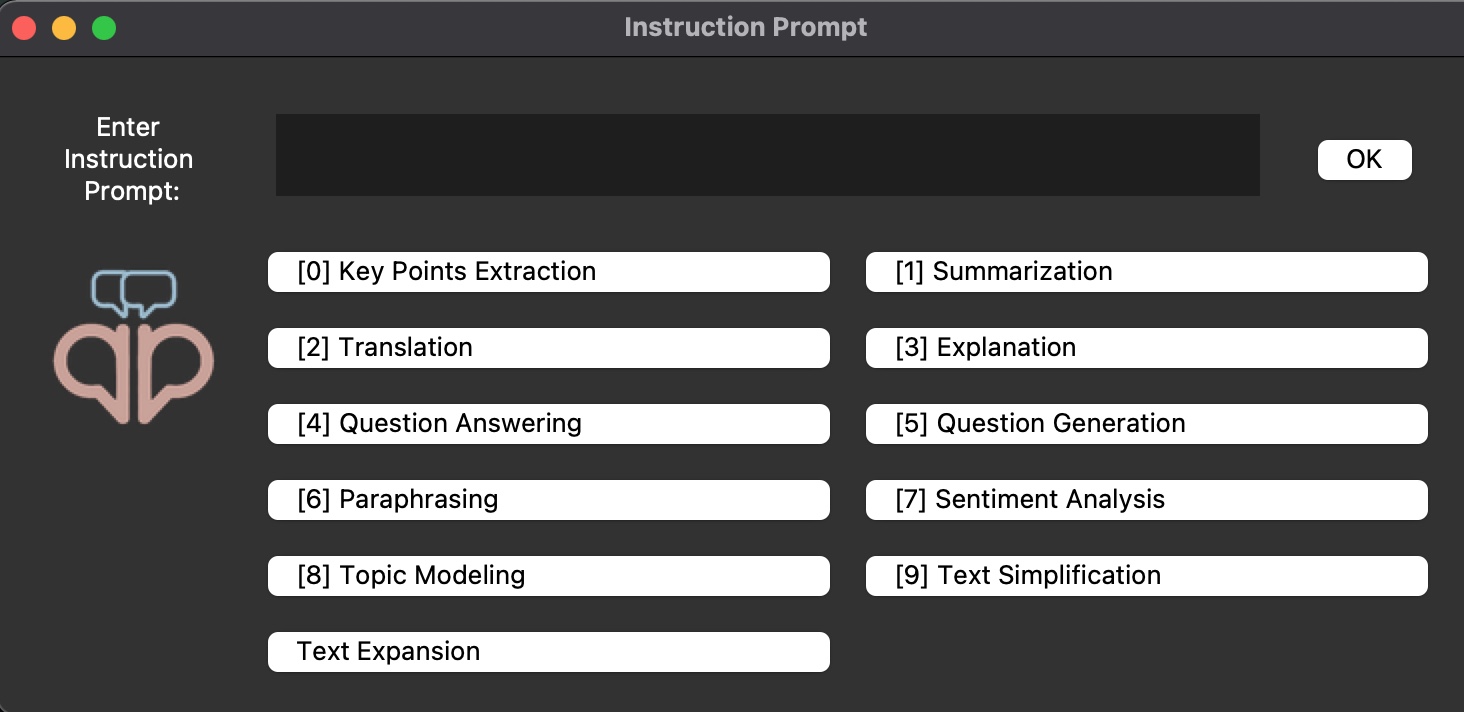 Instruction Prompt
Enter
Instruction
Prompt:
OK
[0] Key Points Extraction
[1] Summarization
[2] Translation
[3] Explanation
[4] Question Answering
[5] Question Generation
[6] Paraphrasing
[7] Sentiment Analysis
[8] Topic Modeling
[9] Text Simplification
Text Expansion